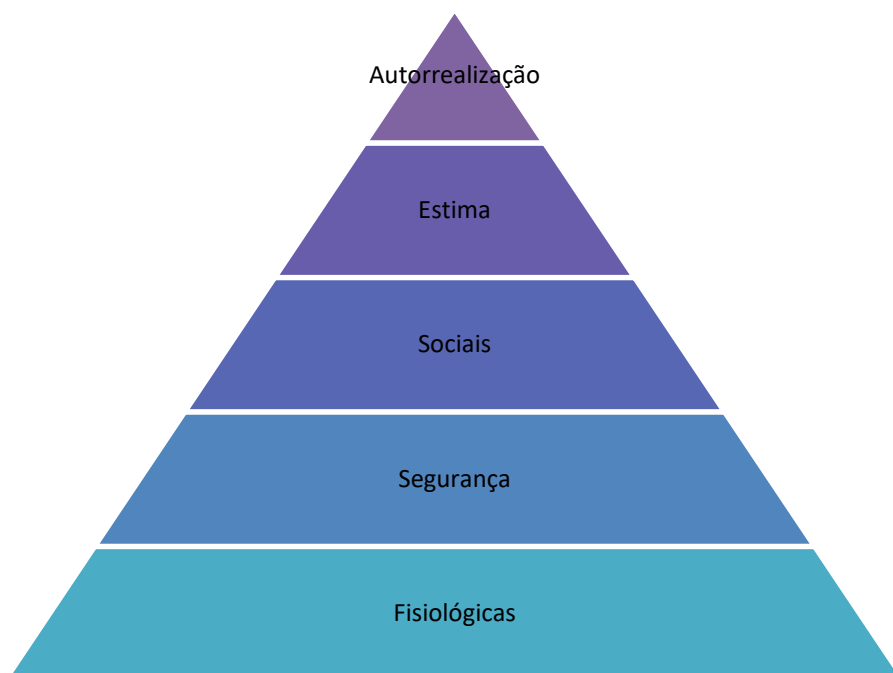 Autorrealização
Estima
Sociais
Segurança
Fisiológicas